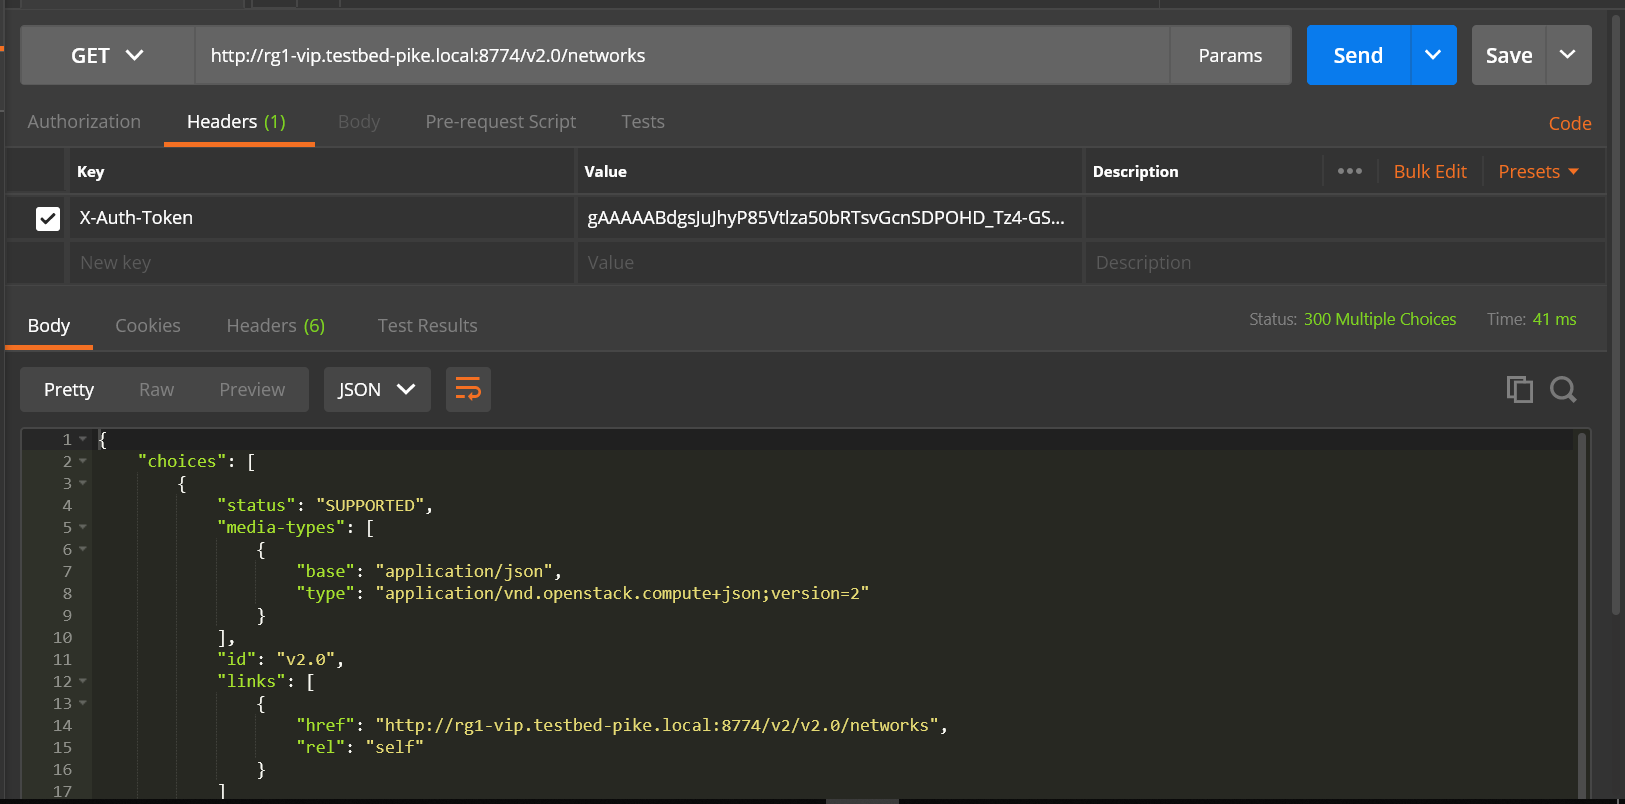 GET http://rg1-vip.testbed-pike.local:8774/v2.0/networks Params Send Save
Authorization Headers (1) Body Pre-request Script Tests Code
Key Value Description ••• Bulk Edit Presets
X-Auth-Token gAAAAABdgsJuJhyP85Vtlza50bRTsvGcnSDPOHD_Tz4-GS...
New key Value Description
Body Cookies Headers (6) Test Results Status: 300 Multiple Choices Time: 41 ms
Pretty Raw Preview JSON
1 {
2 "choices": [
3 {
4 "status": "SUPPORTED",
5 "media-types": [
6 {
7 "base": "application/json",
8 "type": "application/vnd.openstack.compute+json;version=2"
9 }
10 ],
11 "id": "v2.0",
12 "links": [
13 {
14 "href": "http://rg1-vip.testbed-pike.local:8774/v2/v2.0/networks",
15 "rel": "self"
16 }
17 ]